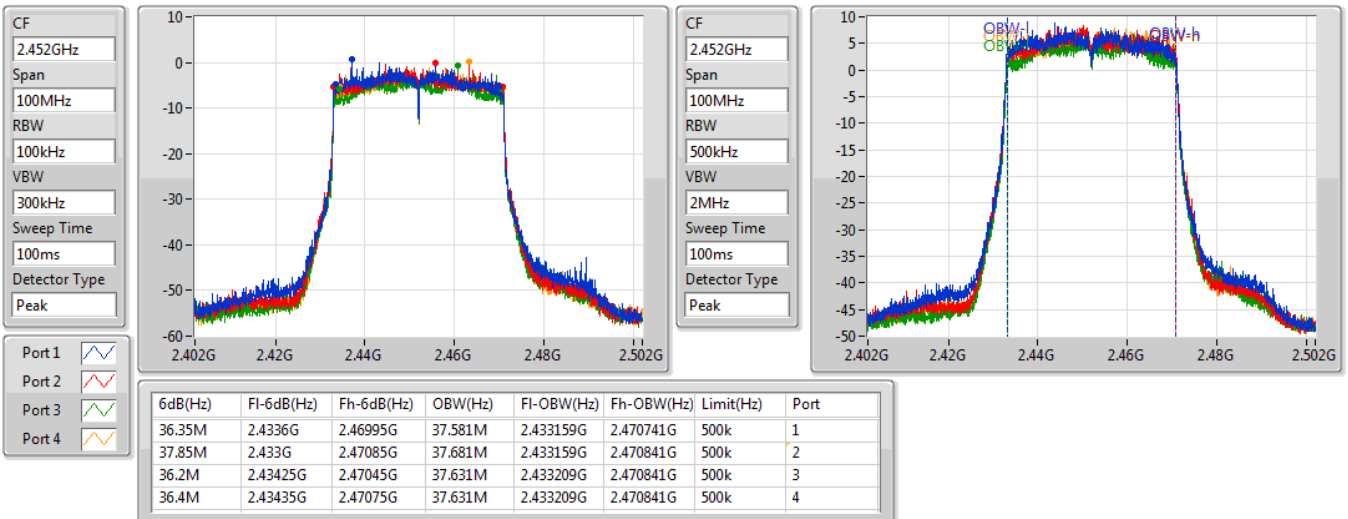 CF
2.452GHz
Span
100MHz
RBW
100kHz
VBW
300kHz
Sweep Time
100ms
Detector Type
Peak
10
0
-10
-20
-30
-40
-50
-60
2.402G 2.42G 2.44G 2.46G 2.48G 2.502G
CF
2.452GHz
Span
100MHz
RBW
500kHz
VBW
2MHz
Sweep Time
100ms
Detector Type
Peak
10
5
0
-5
-10
-15
-20
-25
-30
-35
-40
-45
-50
OBW-l
OBW-h
2.402G 2.42G 2.44G 2.46G 2.48G 2.502G
Port 1
Port 2
Port 3
Port 4
6dB(Hz) Fl-6dB(Hz) Fh-6dB(Hz) OBW(Hz) Fl-OBW(Hz) Fh-OBW(Hz) Limit(Hz) Port
36.35M 2.4336G 2.46995G 37.581M 2.433159G 2.470741G 500k 1
37.85M 2.433G 2.47085G 37.681M 2.433159G 2.470841G 500k 2
36.2M 2.43425G 2.47045G 37.631M 2.433209G 2.470841G 500k 3
36.4M 2.43435G 2.47075G 37.631M 2.433209G 2.470841G 500k 4